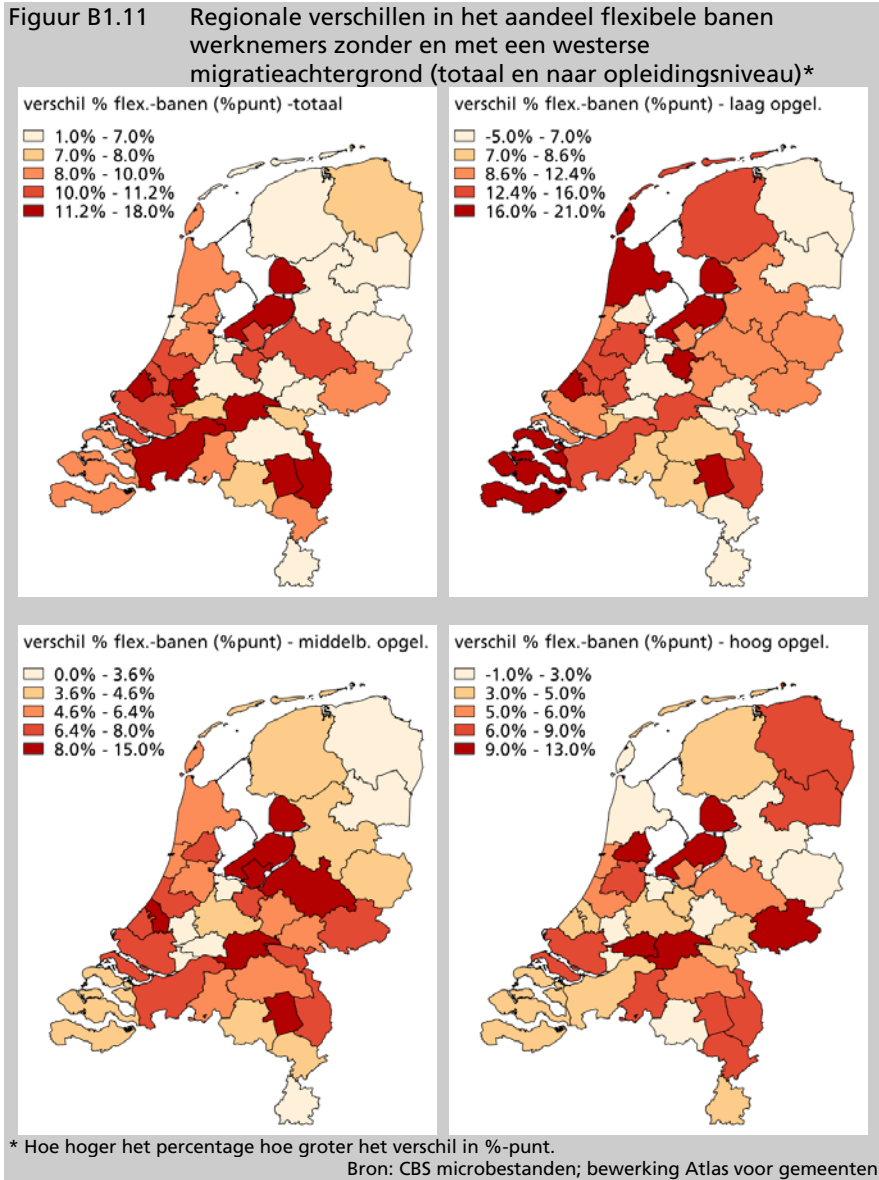 Figuur B1.11 Regionale verschillen in het aandeel flexibele banen
werknemers zonder en met een westerse
migratieachtergrond (totaal en naar opleidingsniveau)*
verschil % flex.-banen (%punt) -totaal
1.0% - 7.0%
7.0% - 8.0%
8.0% - 10.0%
10.0% - 11.2%
11.2% - 18.0%
verschil % flex.-banen (%punt) - laag opgel.
-5.0% - 7.0%
7.0% - 8.6%
8.6% - 12.4%
12.4% - 16.0%
16.0% - 21.0%
verschil % flex.-banen (%punt) - middelb. opgel.
0.0% - 3.6%
3.6% - 4.6%
4.6% - 6.4%
6.4% - 8.0%
8.0% - 15.0%
verschil % flex.-banen (%punt) - hoog opgel.
-1.0% - 3.0%
3.0% - 5.0%
5.0% - 6.0%
6.0% - 9.0%
9.0% - 13.0%
* Hoe hoger het percentage hoe groter het verschil in %-punt.
Bron: CBS microbestanden; bewerking Atlas voor gemeenten